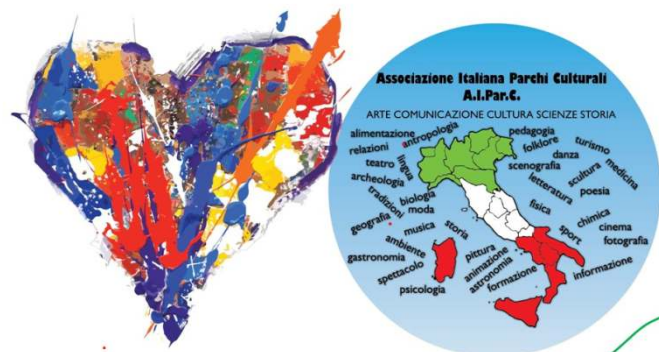 Associazione Italiana Parchi Culturali
A.I.Par.C.
ARTE COMUNICAZIONE CULTURA SCIENZE STORIA
alimentazione
antropologia
relazioni
teatro
lingua
archeologia
tradizioni
biologia
moda
geografia
musica
storia
ambiente
gastronomia
spettacolo
psicologia
pittura
animazione
astronomia
formazione
pedagogia
folklore
danza
turismo
scenografia
medicina
letteratura
scultura
poesia
fisica
chimica
sport
cinema
fotografia
informazione